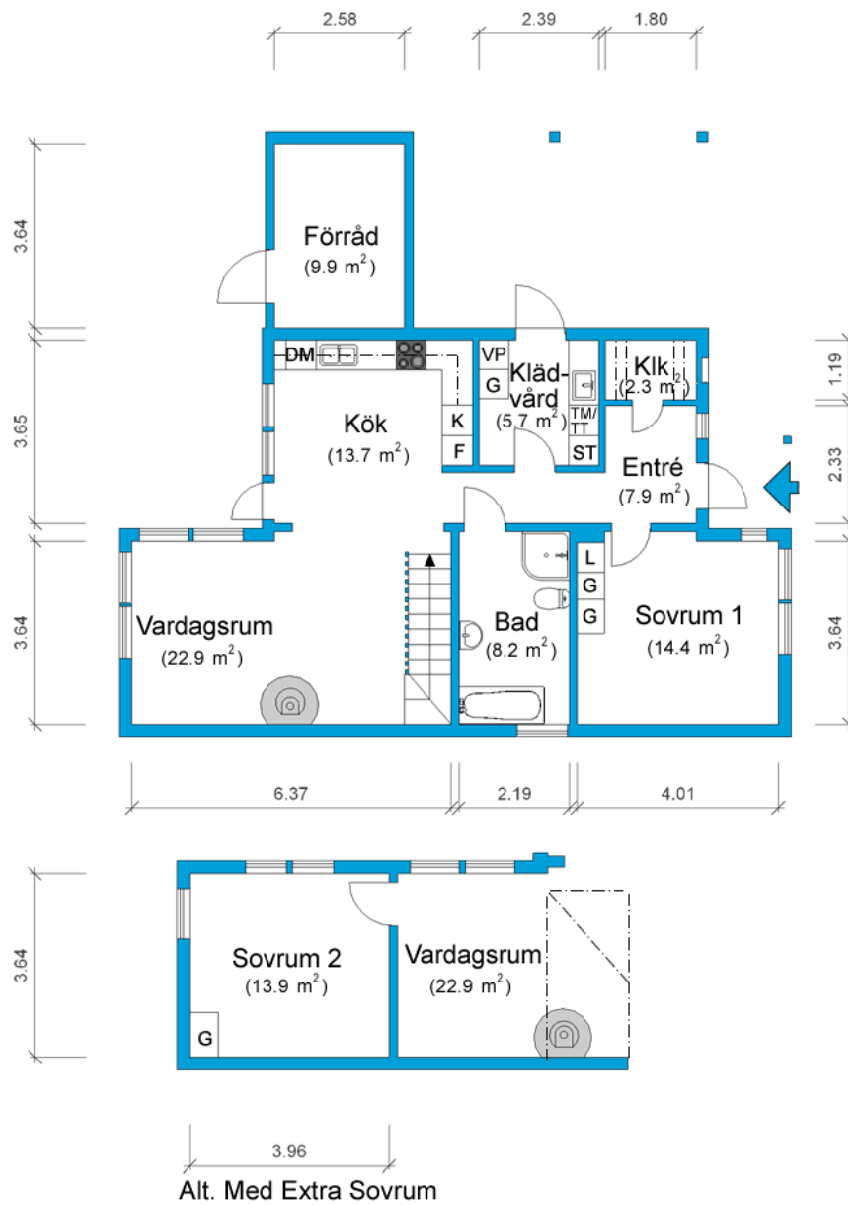 2.58
2.39
1.80
3.64
Förråd
(9.9 m²)
3.65
DM
VP
G
Kläd-
vård
(5.7 m²)
TM/
TT
ST
Klk
(2.3 m²)
1.19
Kök
(13.7 m²)
K
F
Entré
(7.9 m²)
2.33
3.64
Vardagsrum
(22.9 m²)
Bad
(8.2 m²)
L
G
G
Sovrum 1
(14.4 m²)
3.64
6.37
2.19
4.01
3.64
Sovrum 2
(13.9 m²)
G
Vardagsrum
(22.9 m²)
3.96
Alt. Med Extra Sovrum